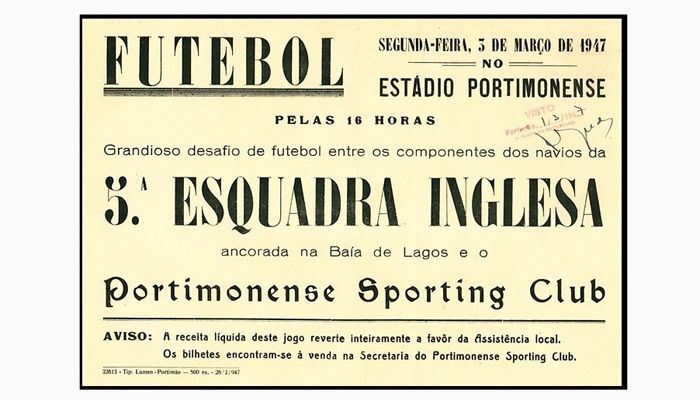 FUTEBOL
SEGUNDA-FEIRA, 3 DE MARÇO DE 1947
NO
ESTÁDIO PORTIMONENSE
PELAS 16 HORAS
VISTO
1/3/1947
Grandioso desafio de futebol entre os componentes dos navios da
5.ª ESQUADRA INGLESA
ancorada na Baía de Lagos e o
Portimonense Sporting Club
AVISO: A receita líquida deste jogo reverte inteiramente a favôr da Assistência local.
Os bilhetes encontram-se à venda na Secretaria do Portimonense Sporting Club.
22613 - Tip. Lumen - Portimão — 500 ex. - 26/2/947